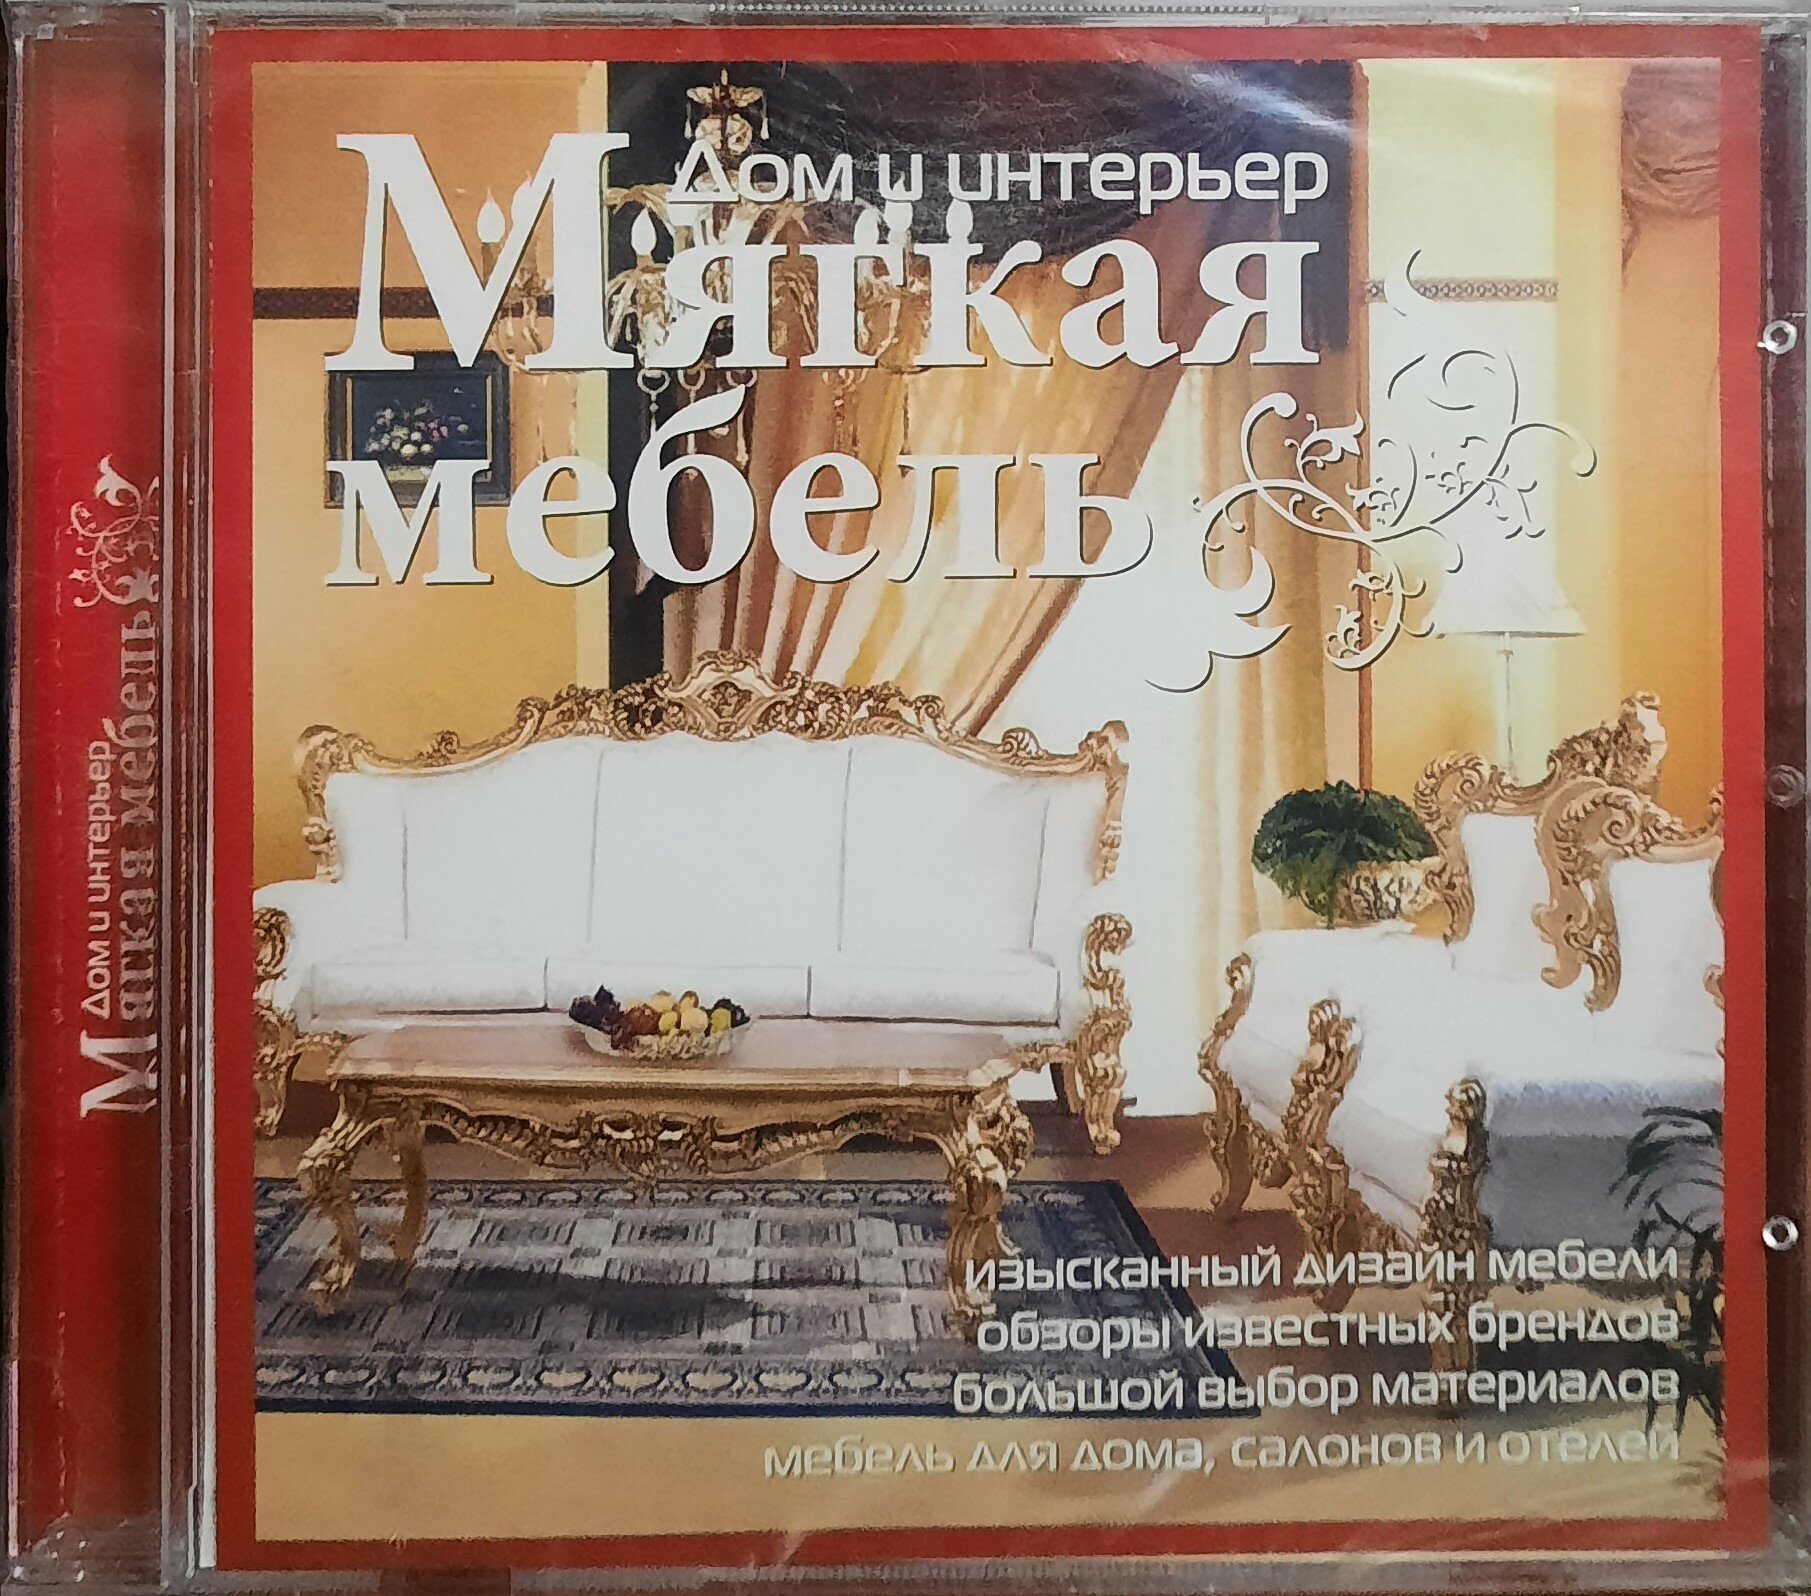 Дом и интерьер
Мягкая
мебель
изысканный дизайн мебели
обзоры известных брендов
большой выбор материалов
мебель для дома, салонов и отелей
Дом и интерьер
Мягкая мебель